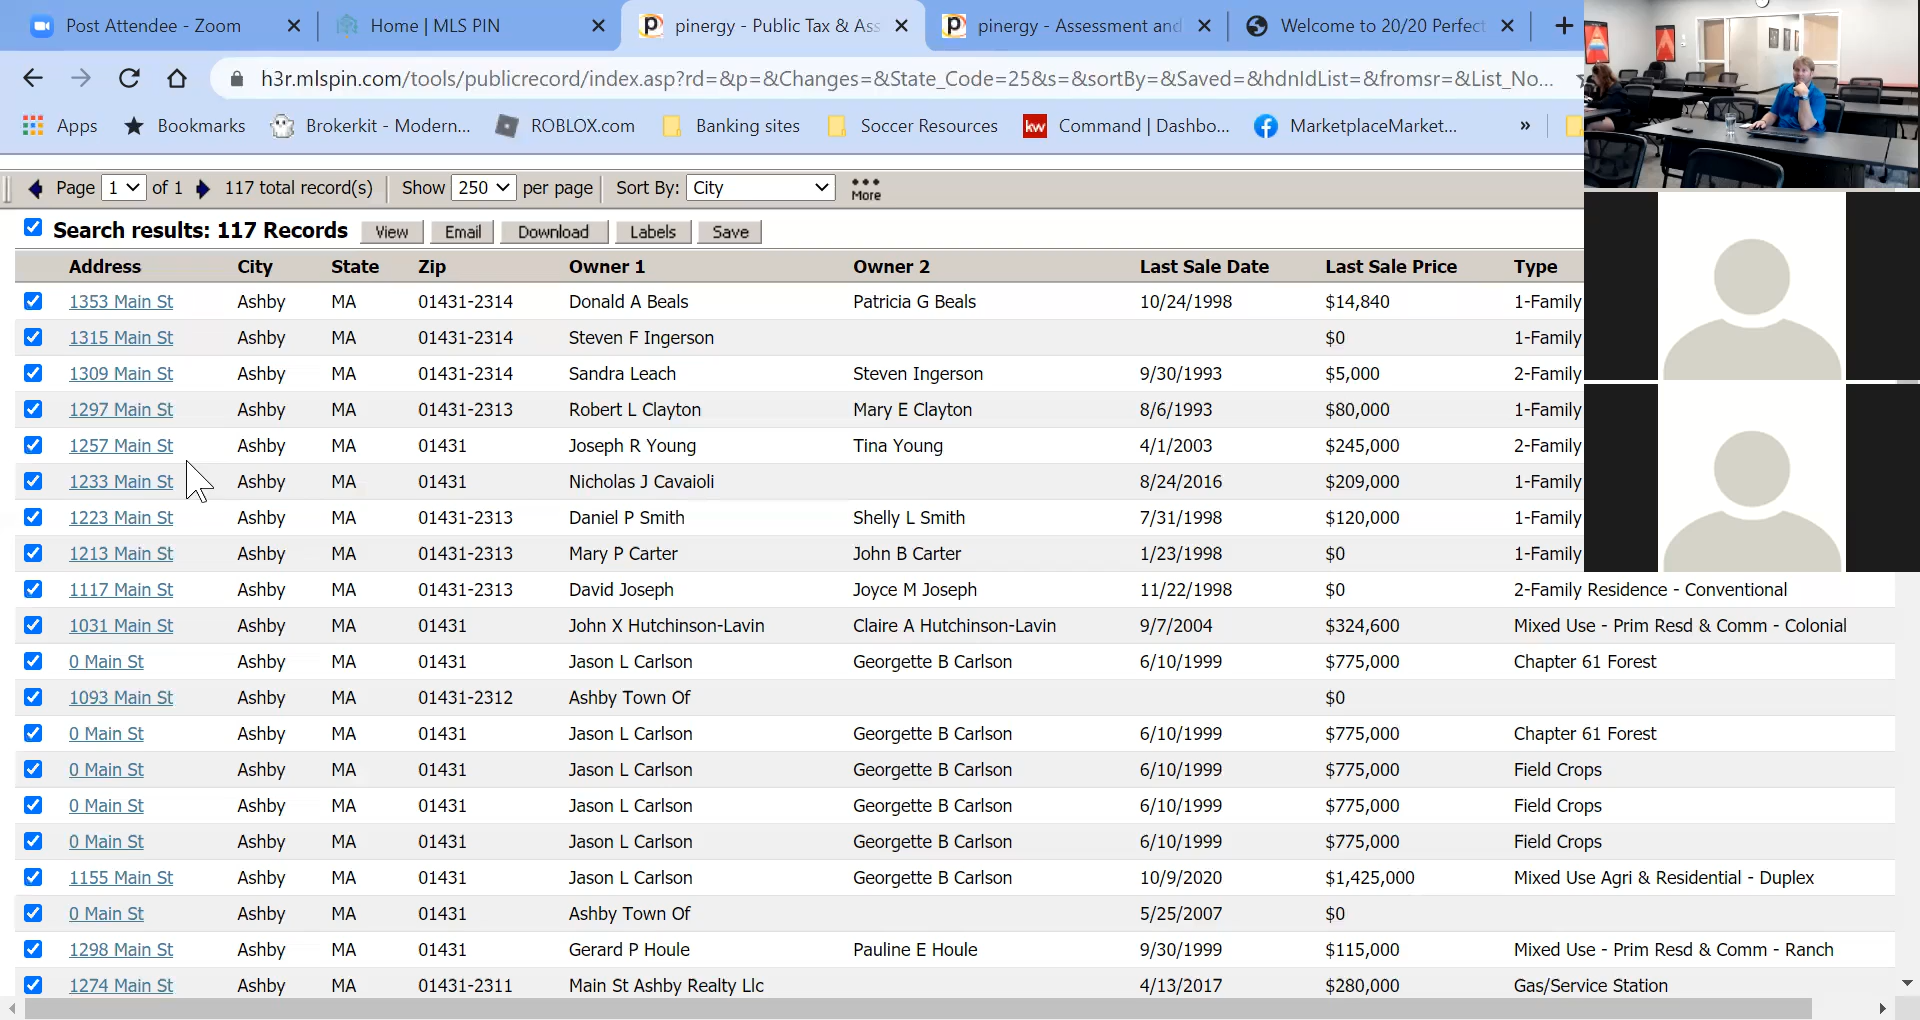 Post Attendee - Zoom
Home | MLS PIN
pinergy - Public Tax & Ass
pinergy - Assessment and
Welcome to 20/20 Perfect
h3r.mlspin.com/tools/publicrecord/index.asp?rd=&p=&Changes=&State_Code=25&s=&sortBy=&Saved=&hdnIdList=&fromsr=&List_No...
Apps Bookmarks Brokerkit - Modern... ROBLOX.com Banking sites Soccer Resources kw Command | Dashbo... MarketplaceMarket... »
Page 1 of 1 117 total record(s) Show 250 per page Sort By: City More
Search results: 117 Records View Email Download Labels Save
Address City State Zip Owner 1 Owner 2 Last Sale Date Last Sale Price Type
1353 Main St Ashby MA 01431-2314 Donald A Beals Patricia G Beals 10/24/1998 $14,840 1-Family
1315 Main St Ashby MA 01431-2314 Steven F Ingerson $0 1-Family
1309 Main St Ashby MA 01431-2314 Sandra Leach Steven Ingerson 9/30/1993 $5,000 2-Family
1297 Main St Ashby MA 01431-2313 Robert L Clayton Mary E Clayton 8/6/1993 $80,000 1-Family
1257 Main St Ashby MA 01431 Joseph R Young Tina Young 4/1/2003 $245,000 2-Family
1233 Main St Ashby MA 01431 Nicholas J Cavaioli 8/24/2016 $209,000 1-Family
1223 Main St Ashby MA 01431-2313 Daniel P Smith Shelly L Smith 7/31/1998 $120,000 1-Family
1213 Main St Ashby MA 01431-2313 Mary P Carter John B Carter 1/23/1998 $0 1-Family
1117 Main St Ashby MA 01431-2313 David Joseph Joyce M Joseph 11/22/1998 $0 2-Family Residence - Conventional
1031 Main St Ashby MA 01431 John X Hutchinson-Lavin Claire A Hutchinson-Lavin 9/7/2004 $324,600 Mixed Use - Prim Resd & Comm - Colonial
0 Main St Ashby MA 01431 Jason L Carlson Georgette B Carlson 6/10/1999 $775,000 Chapter 61 Forest
1093 Main St Ashby MA 01431-2312 Ashby Town Of $0
0 Main St Ashby MA 01431 Jason L Carlson Georgette B Carlson 6/10/1999 $775,000 Chapter 61 Forest
0 Main St Ashby MA 01431 Jason L Carlson Georgette B Carlson 6/10/1999 $775,000 Field Crops
0 Main St Ashby MA 01431 Jason L Carlson Georgette B Carlson 6/10/1999 $775,000 Field Crops
0 Main St Ashby MA 01431 Jason L Carlson Georgette B Carlson 6/10/1999 $775,000 Field Crops
1155 Main St Ashby MA 01431 Jason L Carlson Georgette B Carlson 10/9/2020 $1,425,000 Mixed Use Agri & Residential - Duplex
0 Main St Ashby MA 01431 Ashby Town Of 5/25/2007 $0
1298 Main St Ashby MA 01431 Gerard P Houle Pauline E Houle 9/30/1999 $115,000 Mixed Use - Prim Resd & Comm - Ranch
1274 Main St Ashby MA 01431-2311 Main St Ashby Realty Llc 4/13/2017 $280,000 Gas/Service Station